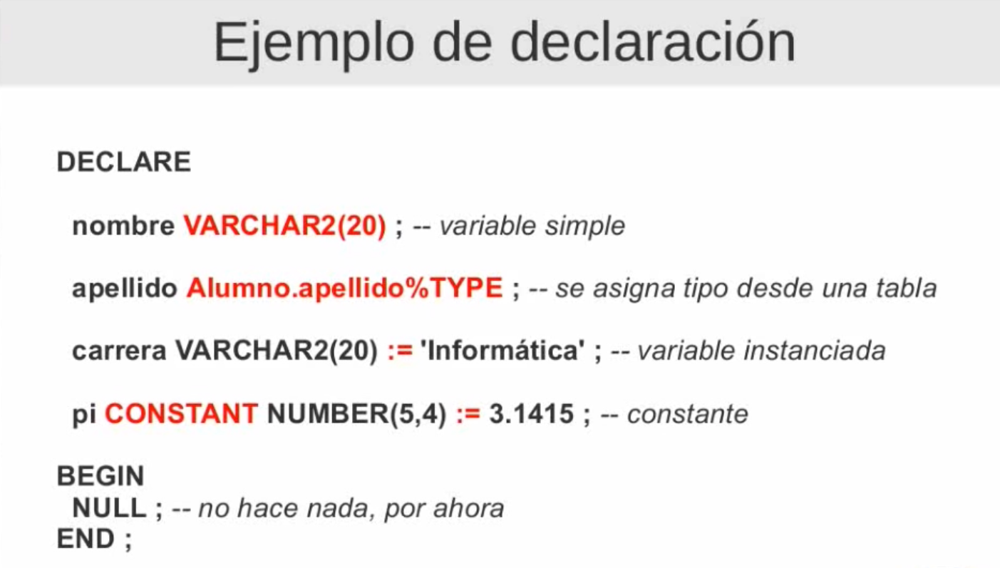 Ejemplo de declaración
DECLARE
nombre VARCHAR2(20) ; -- variable simple
apellido Alumno.apellido%TYPE ; -- se asigna tipo desde una tabla
carrera VARCHAR2(20) := 'Informática' ; -- variable instanciada
pi CONSTANT NUMBER(5,4) := 3.1415 ; -- constante
BEGIN
NULL ; -- no hace nada, por ahora
END ;